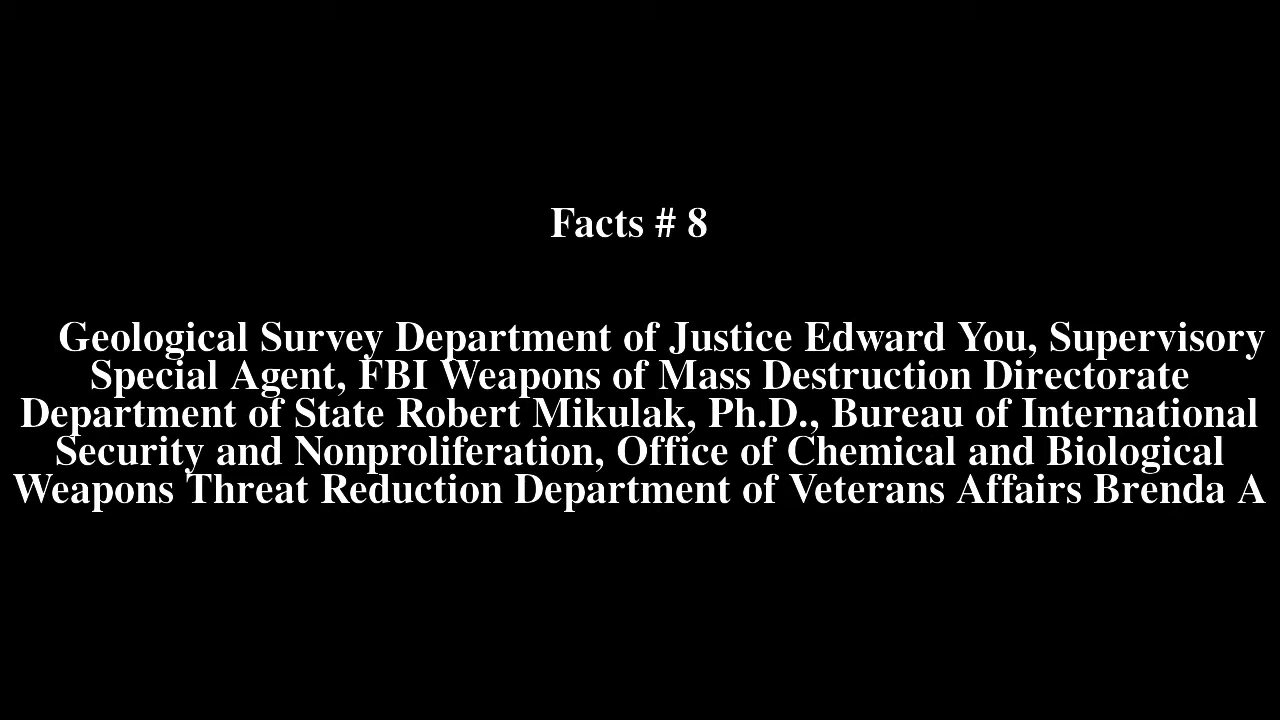 Facts # 8
Geological Survey Department of Justice Edward You, Supervisory
Special Agent, FBI Weapons of Mass Destruction Directorate
Department of State Robert Mikulak, Ph.D., Bureau of International
Security and Nonproliferation, Office of Chemical and Biological
Weapons Threat Reduction Department of Veterans Affairs Brenda A